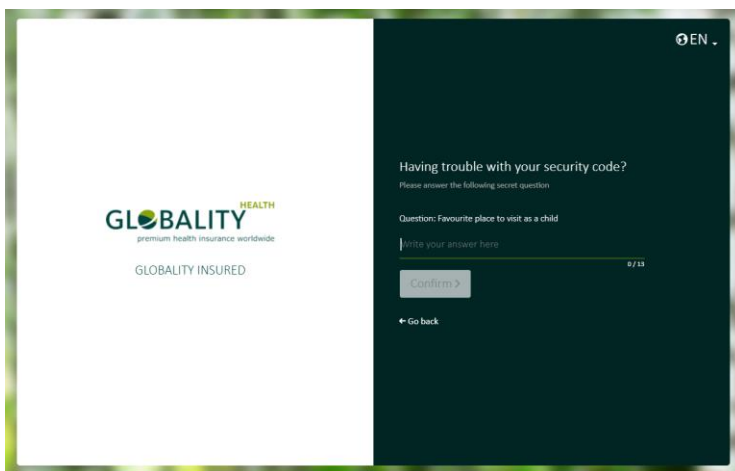 EN
Having trouble with your security code?
Please answer the following secret question
HEALTH
GLOBALITY
premium health insurance worldwide
GLOBALITY INSURED
Question: Favourite place to visit as a child
Write your answer here
0 / 13
Confirm >
← Go back